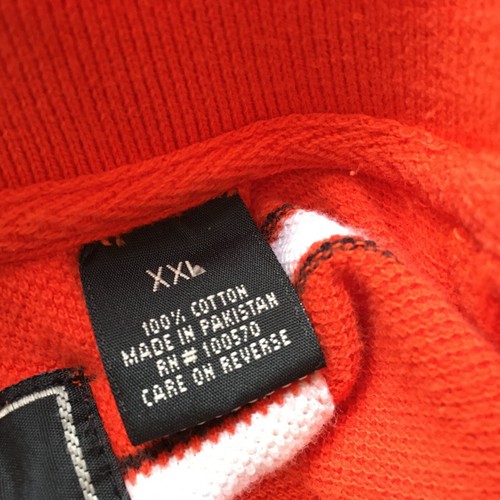 XXL
100% COTTON
MADE IN PAKISTAN
RN# 100570
CARE ON REVERSE